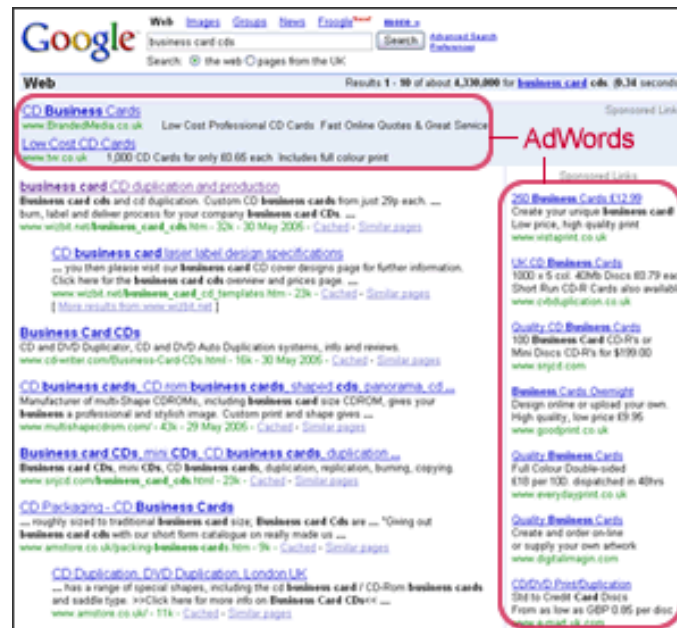 Google
Web Images Groups News Froogle New! more »
business card cds Search Advanced Search
Preferences
Search: the web pages from the UK
Web Results 1 - 10 of about 4,330,000 for business card cds. (0.34 seconds
CD Business Cards Sponsored Link
www.BrandedMedia.co.uk Low Cost Professional CD Cards Fast Online Quotes & Great Service
Low Cost CD Cards
www.tw.co.uk 1,000 CD Cards for only £0.65 each Includes full colour print
AdWords
business card CD duplication and production
Business card cds and cd duplication. Custom CD business cards from just 29p each. ...
burn, label and deliver process for your company business card CDs. ...
www.wizbit.net/business_card_cds.htm - 32k - 30 May 2005 - Cached - Similar pages
CD business card laser label design specifications
... you then please visit our business card CD cover designs page for further information.
Click here for the business card cds overview and prices page. ...
www.wizbit.net/business_card_cd_templates.htm - 23k - Cached - Similar pages
[ More results from www.wizbit.net ]
Business Card CDs
CD and DVD Duplicator, CD and DVD Auto Duplication systems, info and reviews.
www.cd-writer.com/Business-Card-CDs.html - 16k - 30 May 2005 - Cached - Similar pages
CD business cards, CD rom business cards, shaped cds, panorama, cd ...
Manufacturer of multi-Shape CDROMs, including business card size CDROM, gives your
business a professional and stylish image. Custom print and shape gives ...
www.multishapecdrom.com/ - 43k - 29 May 2005 - Cached - Similar pages
Business card CDs, mini CDs, CD business cards, duplication ...
Business card CDs, mini CDs, CD business cards, duplication, replication, burning, copying.
www.snjcd.com/business_card_cds.html - 23k - Cached - Similar pages
CD Packaging - CD Business Cards
... roughly sized to traditional business card size; Business card Cds are ... "Giving out
business card cds with our short form catalogue on really made us ...
www.amstore.co.uk/packing-business-cards.htm - 9k - Cached - Similar pages
CD Duplication, DVD Duplication, London UK
... has a range of special shapes, including the cd business card / CD-Rom business cards
and saddle type. >>Click here for more info on Business Card CDs<< ...
www.amstore.co.uk/ - 11k - Cached - Similar pages
Sponsored Links
250 Business Cards £12.99
Create your unique business card
Low price, high quality print
www.vistaprint.co.uk
UK CD Business Cards
1000 x 5 col. 40Mb Discs £0.79 eac
Short Run CD-R Cards also available
www.cvbduplication.co.uk
Quality CD Business Cards
100 Business Card CD-R's or
Mini Discs CD-R's for $199.00
www.snjcd.com
Business Cards Overnight
Design online or upload your own.
High quality, low price £9.95
www.goodprint.co.uk
Quality Business Cards
Full Colour Double-sided
£18 per 100. dispatched in 48hrs
www.everydayprint.co.uk
Quality Business Cards
Create and order on-line
or supply your own artwork
www.digitalimagin.com
CD/DVD Print/Duplication
Std to Credit Card Discs
From as low as GBP 0.85 per disc